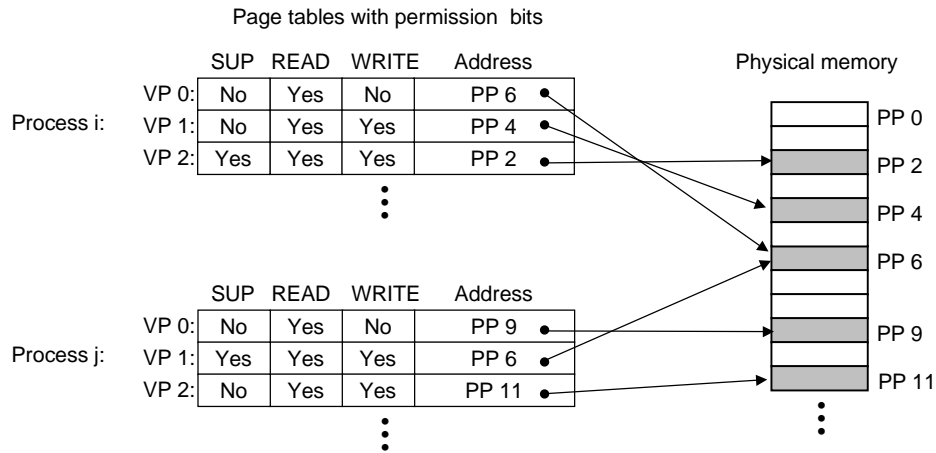 Page tables with permission bits
SUP READ WRITE Address
Physical memory
Process i:
VP 0: No Yes No PP 6
VP 1: No Yes Yes PP 4
VP 2: Yes Yes Yes PP 2
PP 0
PP 2
PP 4
PP 6
PP 9
PP 11
SUP READ WRITE Address
Process j:
VP 0: No Yes No PP 9
VP 1: Yes Yes Yes PP 6
VP 2: No Yes Yes PP 11